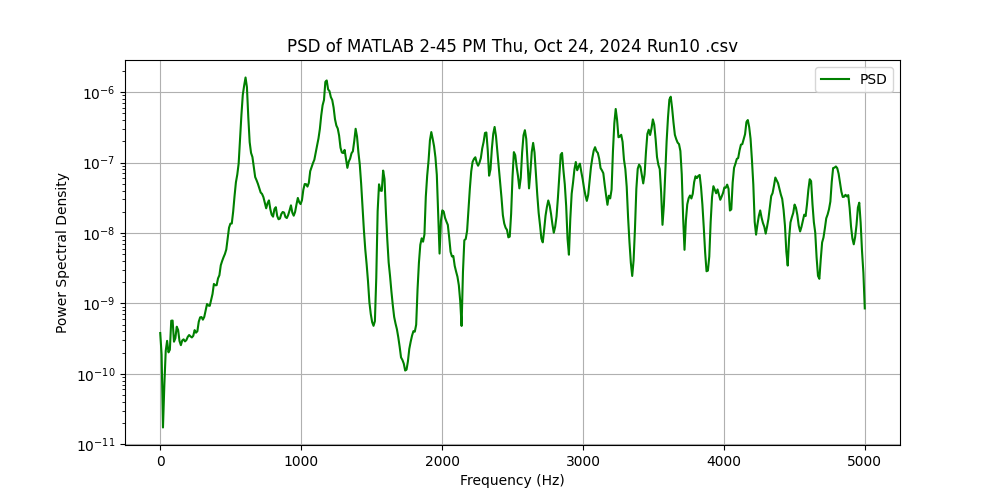 PSD of MATLAB 2-45 PM Thu, Oct 24, 2024 Run10 .csv
PSD
Power Spectral Density
10⁻⁶
10⁻⁷
10⁻⁸
10⁻⁹
10⁻¹⁰
10⁻¹¹
0 1000 2000 3000 4000 5000
Frequency (Hz)